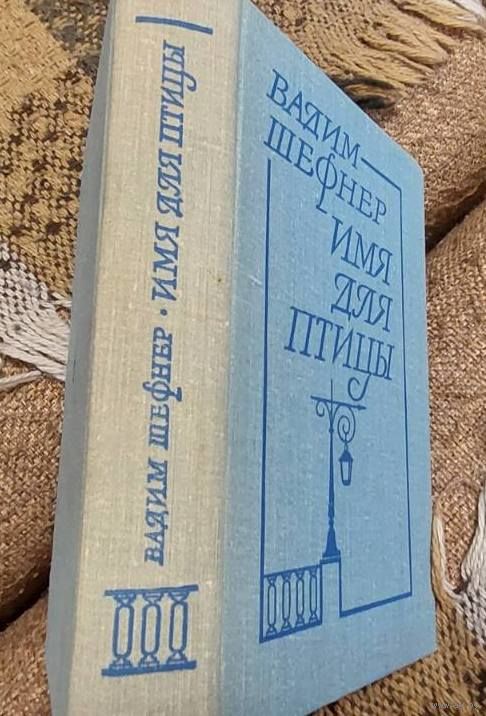 ВАДИМ ШЕФНЕР · ИМЯ ДЛЯ ПТИЦЫ
ВАДИМ
ШЕФНЕР
ИМЯ
ДЛЯ
ПТИЦЫ